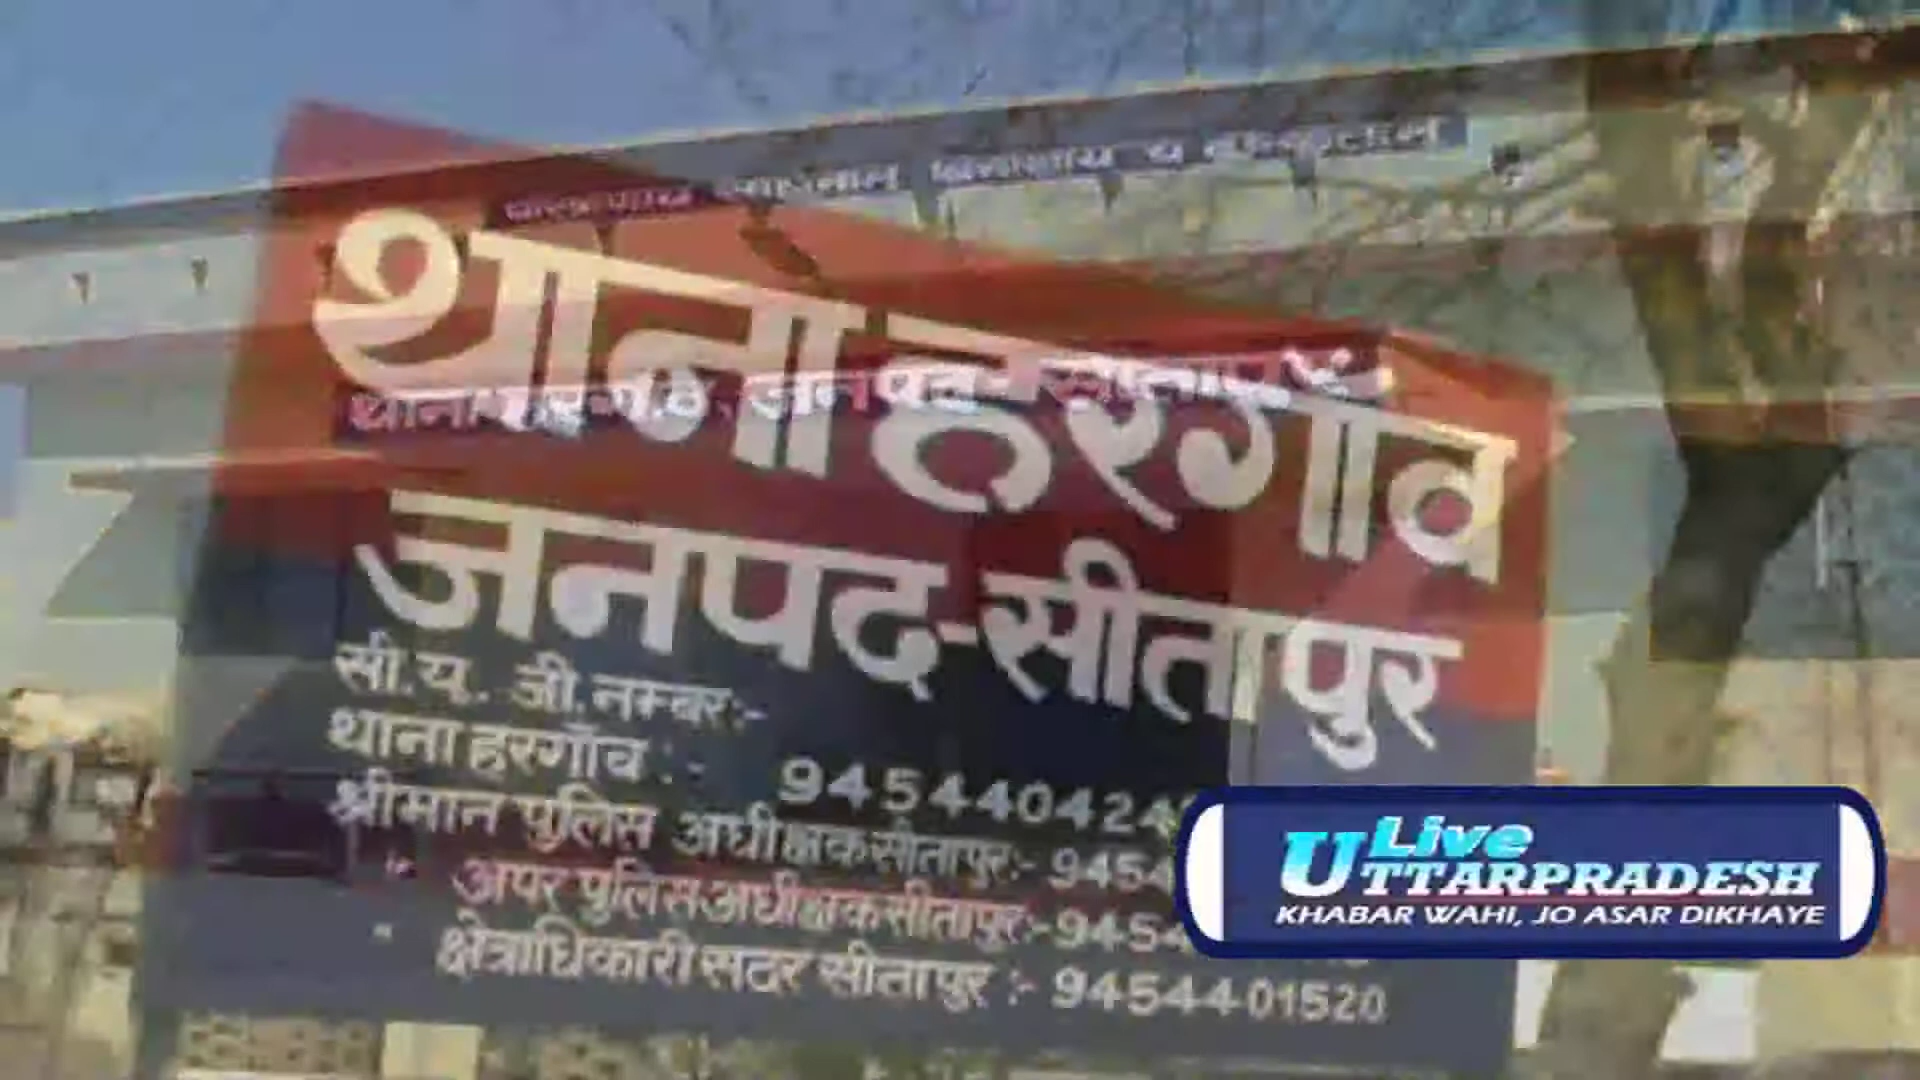 थाना हरगाँव
जनपद-सीतापुर
सी.यू. जी.नम्बर:-
थाना हरगाँव :- 945440424
श्रीमान पुलिस अधीक्षक सीतापुर:- 9454
" अपर पुलिस अधीक्षक सीतापुर:-9454
" क्षेत्राधिकारी सदर सीतापुर :- 9454401520
Live
UTTARPRADESH
KHABAR WAHI, JO ASAR DIKHAYE